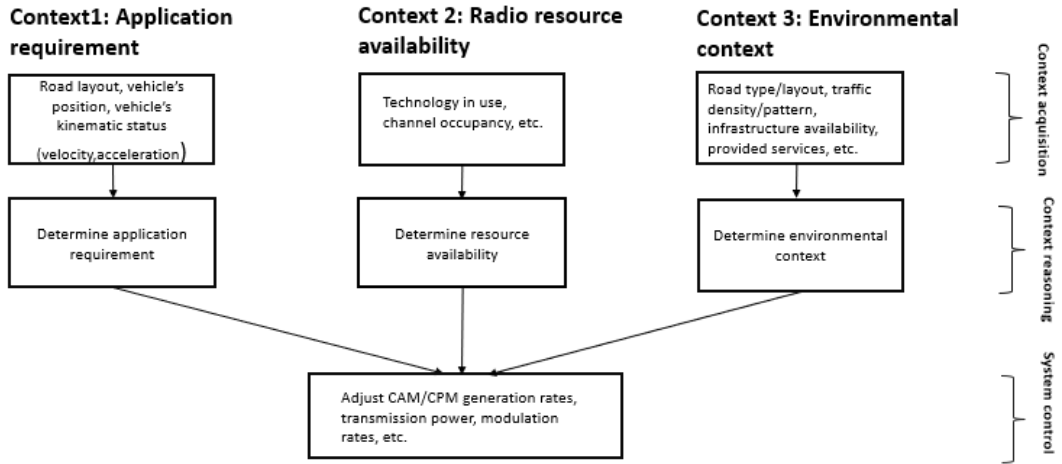 Context1: Application
requirement
Context 2: Radio resource
availability
Context 3: Environmental
context
Road layout, vehicle's
position, vehicle's
kinematic status
(velocity,acceleration)
Technology in use,
channel occupancy, etc.
Road type/layout, traffic
density/pattern,
infrastructure availability,
provided services, etc.
Context acquisition
Determine application
requirement
Determine resource
availability
Determine environmental
context
Context reasoning
Adjust CAM/CPM generation rates,
transmission power, modulation
rates, etc.
System control